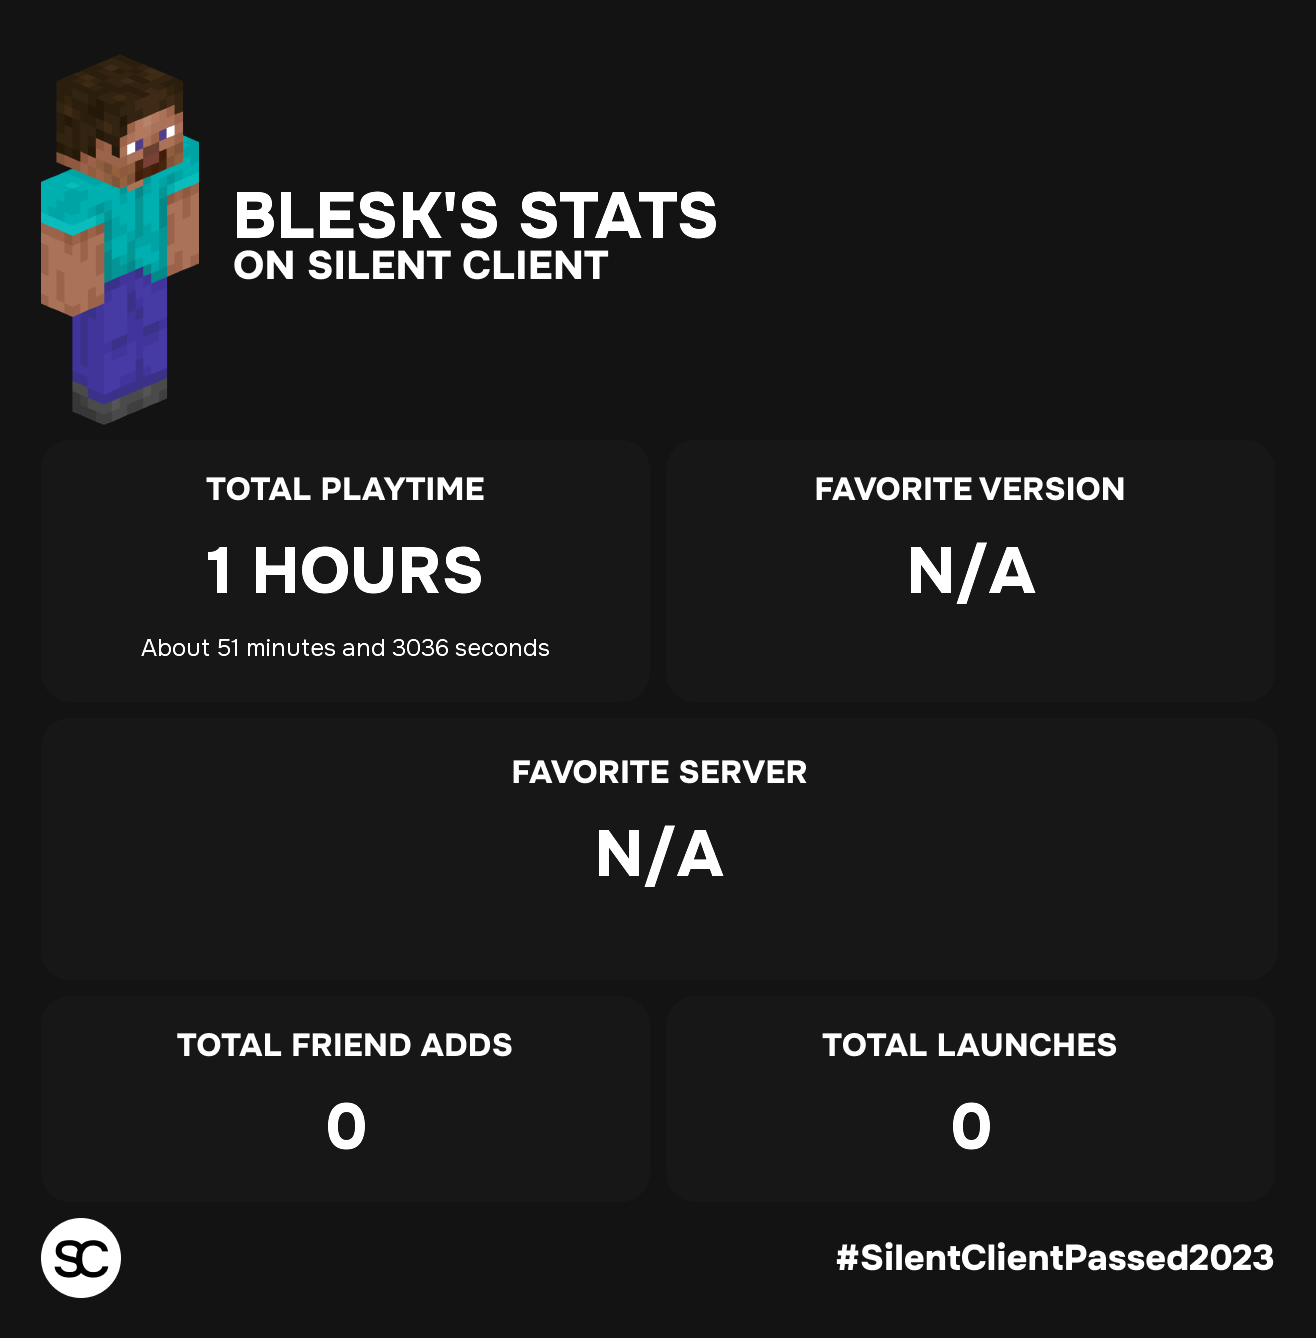 BLESK'S STATS
ON SILENT CLIENT
TOTAL PLAYTIME
1 HOURS
About 51 minutes and 3036 seconds
FAVORITE VERSION
N/A
FAVORITE SERVER
N/A
TOTAL FRIEND ADDS
0
TOTAL LAUNCHES
0
SC
#SilentClientPassed2023